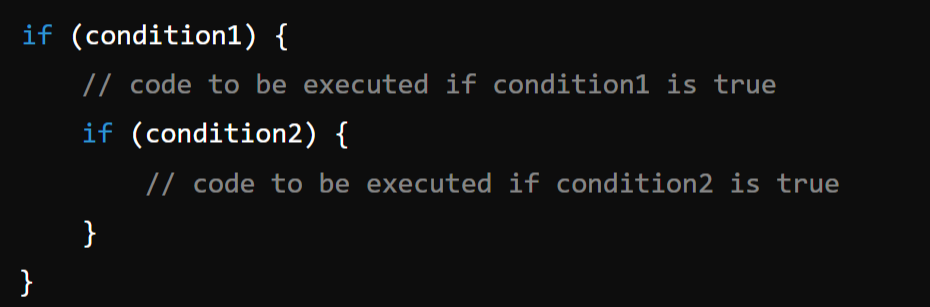 if (condition1) {
    // code to be executed if condition1 is true
    if (condition2) {
        // code to be executed if condition2 is true
    }
}